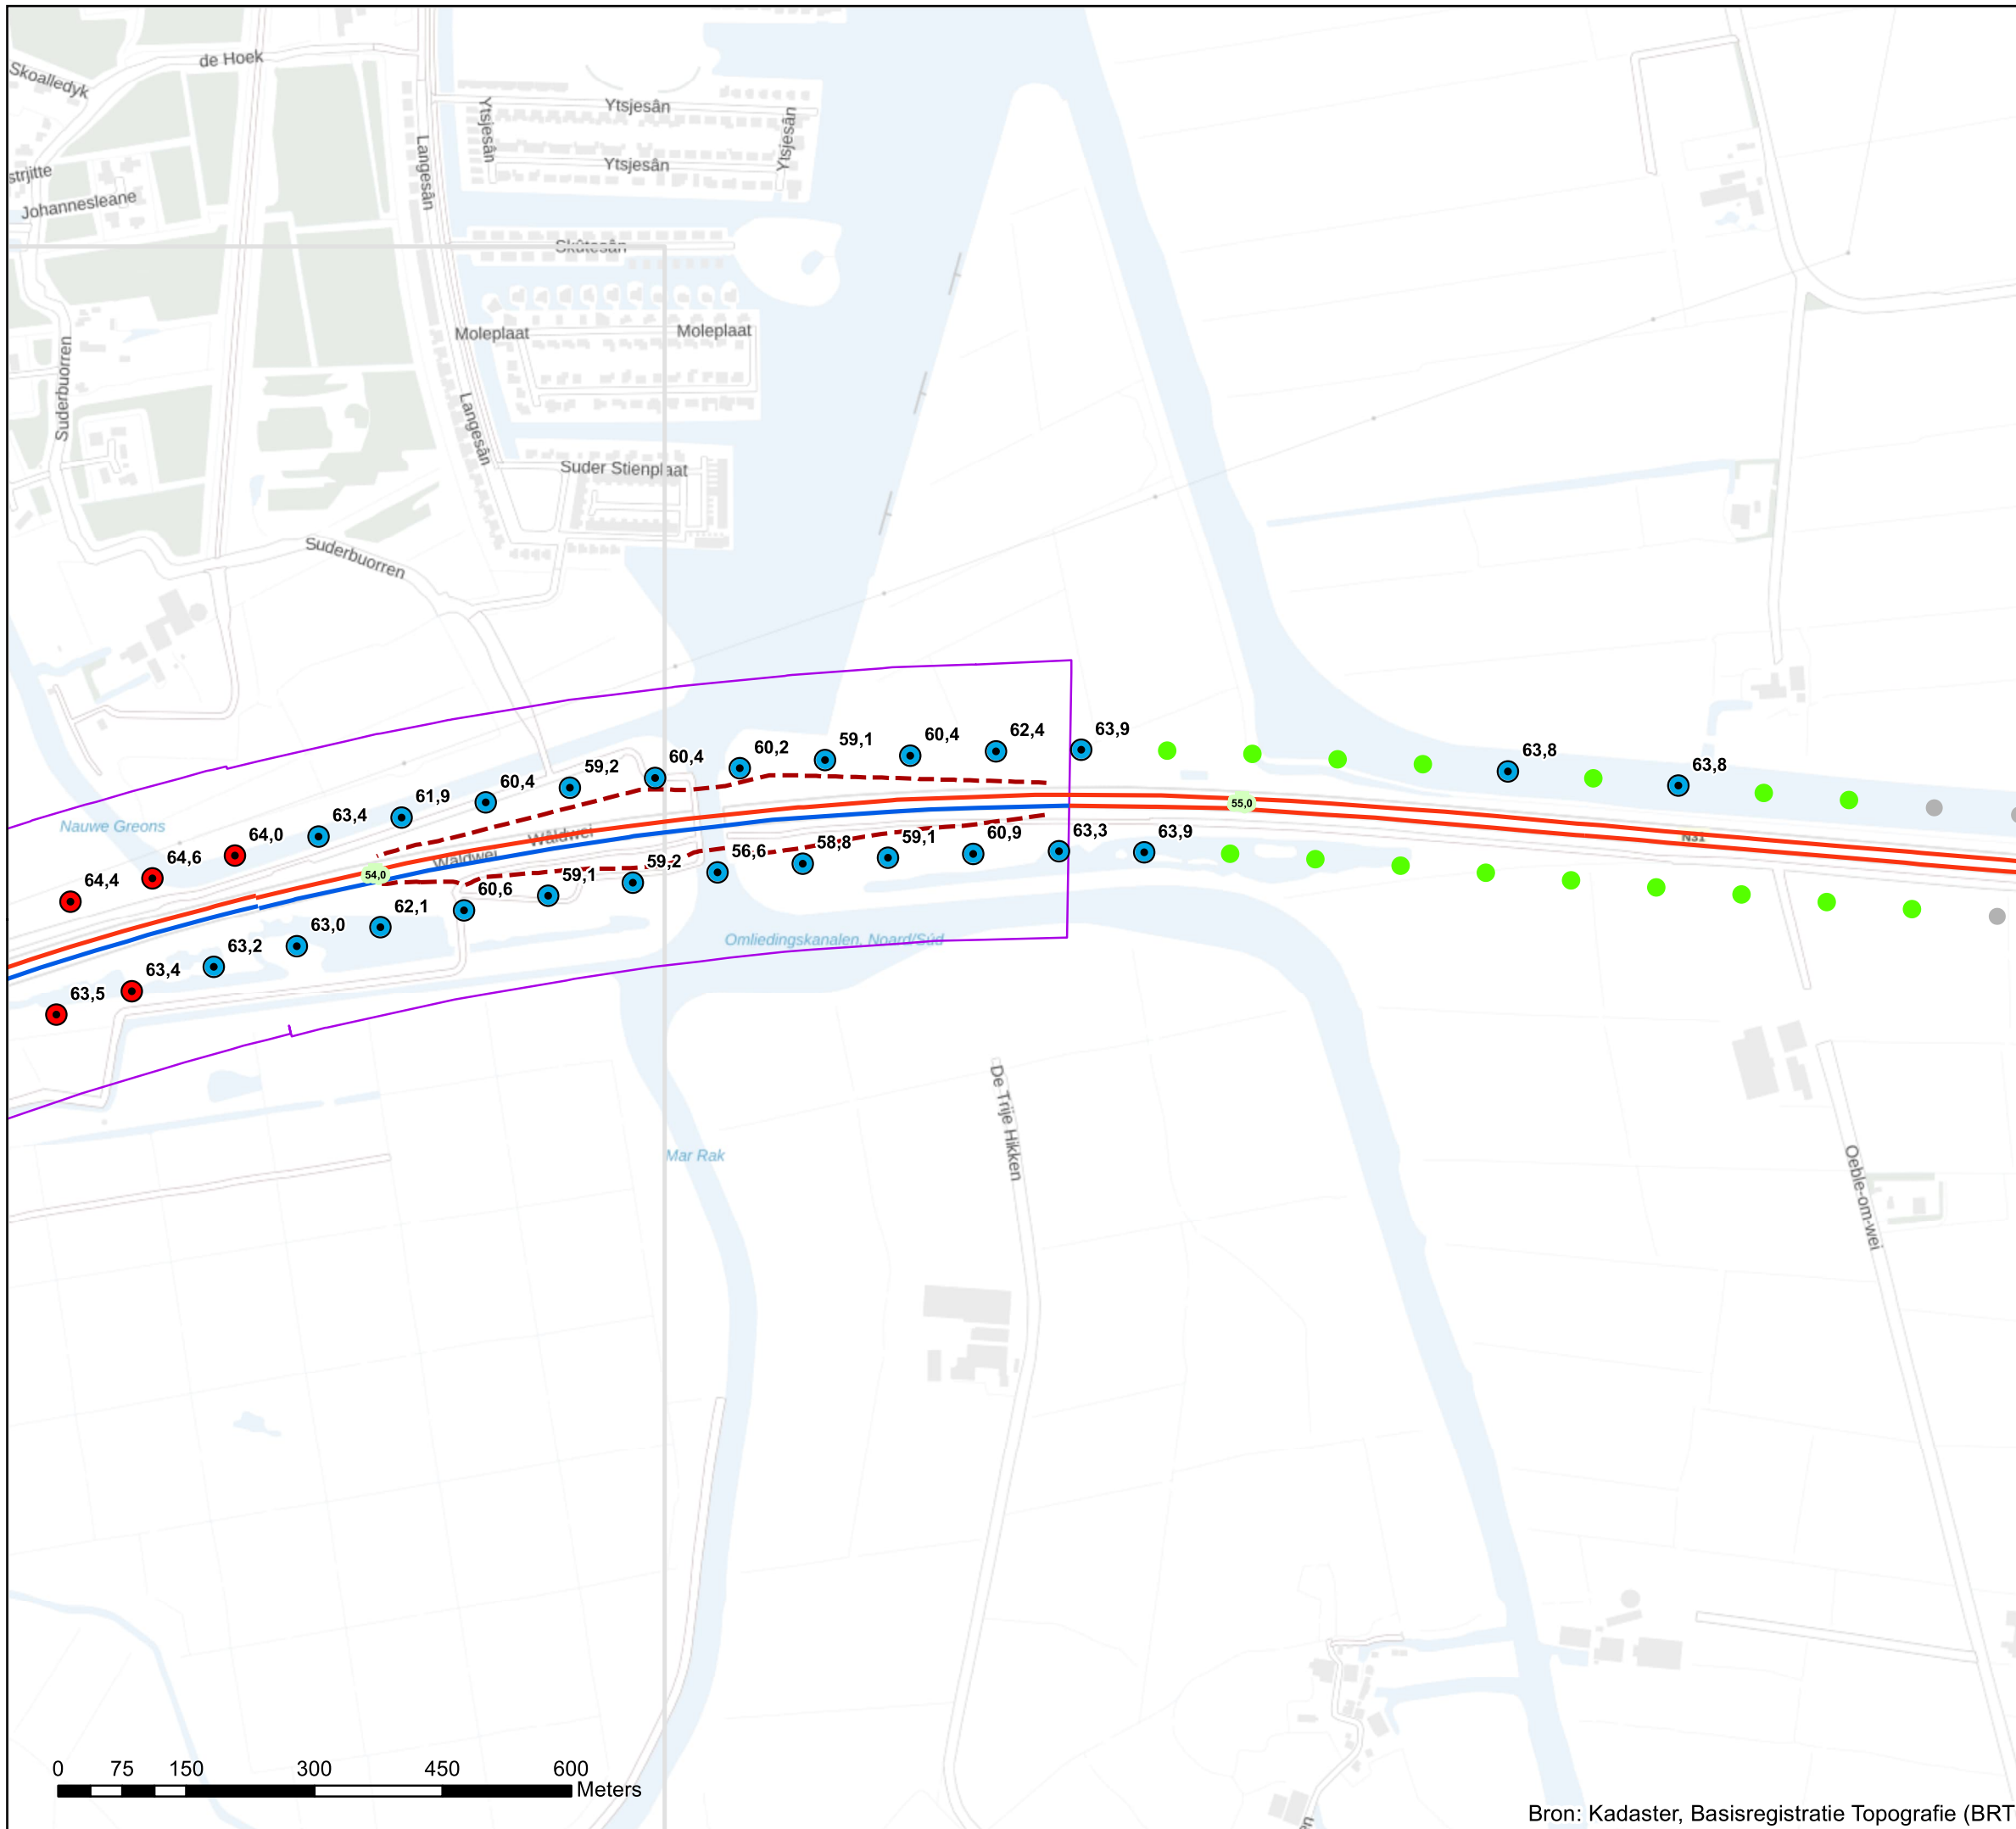 de Hoek
Skoalledyk
Ytsjesân
Ytsjesân
Ytsjesân
Ytsjesân
Langesân
strjitte
Johannesleane
Skûtesân
Moleplaat
Moleplaat
Suderbuorren
Langesân
Suder Stienplaat
Suderbuorren
63,9
62,4
59,1
60,2
60,4
59,2
60,4
61,9
63,4
64,0
64,6
64,4
63,8
63,8
55,0
Nauwe Greons
Wâldwei
Wâldwei
54,0
N31
63,9
63,3
60,9
59,1
58,8
56,6
59,2
59,1
60,6
62,1
63,0
63,2
63,4
63,5
60,4
Omliedingskanalen, Noard/Súd
De Trije Hikken
Mar Rak
Oeble-om-wei
0 75 150 300 450 600
Meters
en
Bron: Kadaster, Basisregistratie Topografie (BRT